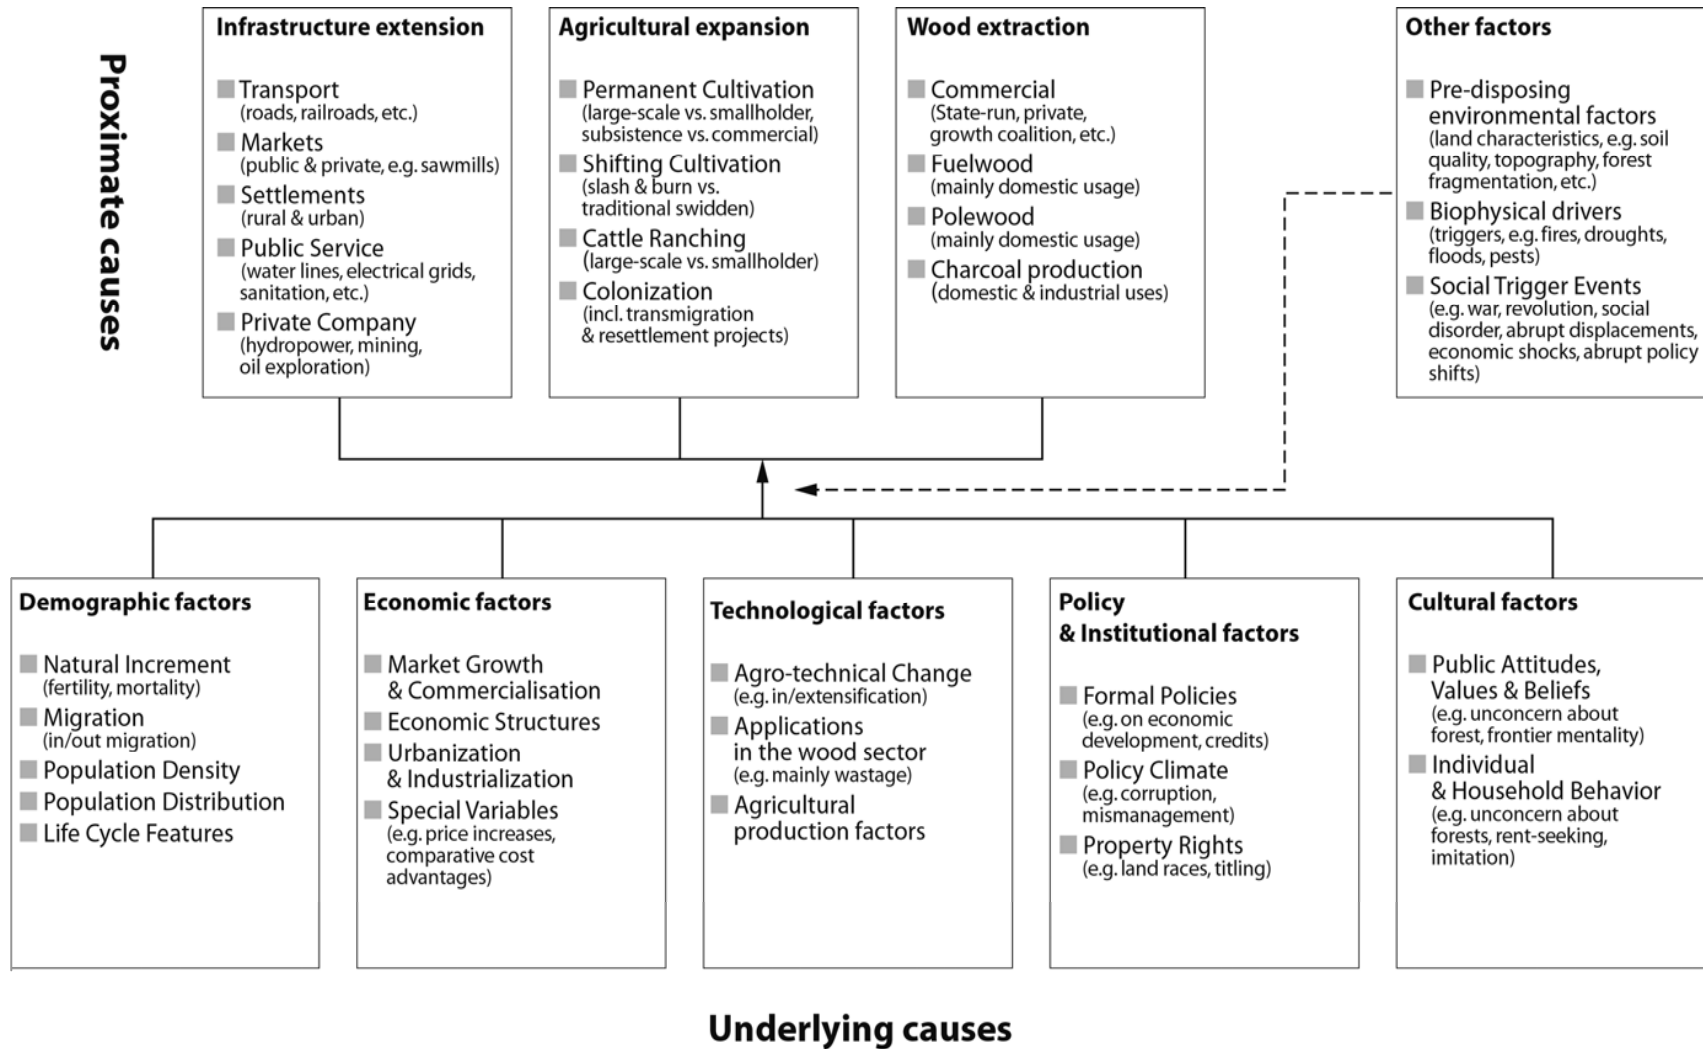 Proximate causes
Infrastructure extension
Transport
(roads, railroads, etc.)
Markets
(public & private, e.g. sawmills)
Settlements
(rural & urban)
Public Service
(water lines, electrical grids,
sanitation, etc.)
Private Company
(hydropower, mining,
oil exploration)
Agricultural expansion
Permanent Cultivation
(large-scale vs. smallholder,
subsistence vs. commercial)
Shifting Cultivation
(slash & burn vs.
traditional swidden)
Cattle Ranching
(large-scale vs. smallholder)
Colonization
(incl. transmigration
& resettlement projects)
Wood extraction
Commercial
(State-run, private,
growth coalition, etc.)
Fuelwood
(mainly domestic usage)
Polewood
(mainly domestic usage)
Charcoal production
(domestic & industrial uses)
Other factors
Pre-disposing
environmental factors
(land characteristics, e.g. soil
quality, topography, forest
fragmentation, etc.)
Biophysical drivers
(triggers, e.g. fires, droughts,
floods, pests)
Social Trigger Events
(e.g. war, revolution, social
disorder, abrupt displacements,
economic shocks, abrupt policy
shifts)
Demographic factors
Natural Increment
(fertility, mortality)
Migration
(in/out migration)
Population Density
Population Distribution
Life Cycle Features
Economic factors
Market Growth
& Commercialisation
Economic Structures
Urbanization
& Industrialization
Special Variables
(e.g. price increases,
comparative cost
advantages)
Technological factors
Agro-technical Change
(e.g. in/extensification)
Applications
in the wood sector
(e.g. mainly wastage)
Agricultural
production factors
Policy
& Institutional factors
Formal Policies
(e.g. on economic
development, credits)
Policy Climate
(e.g. corruption,
mismanagement)
Property Rights
(e.g. land races, titling)
Cultural factors
Public Attitudes,
Values & Beliefs
(e.g. unconcern about
forest, frontier mentality)
Individual
& Household Behavior
(e.g. unconcern about
forests, rent-seeking,
imitation)
Underlying causes